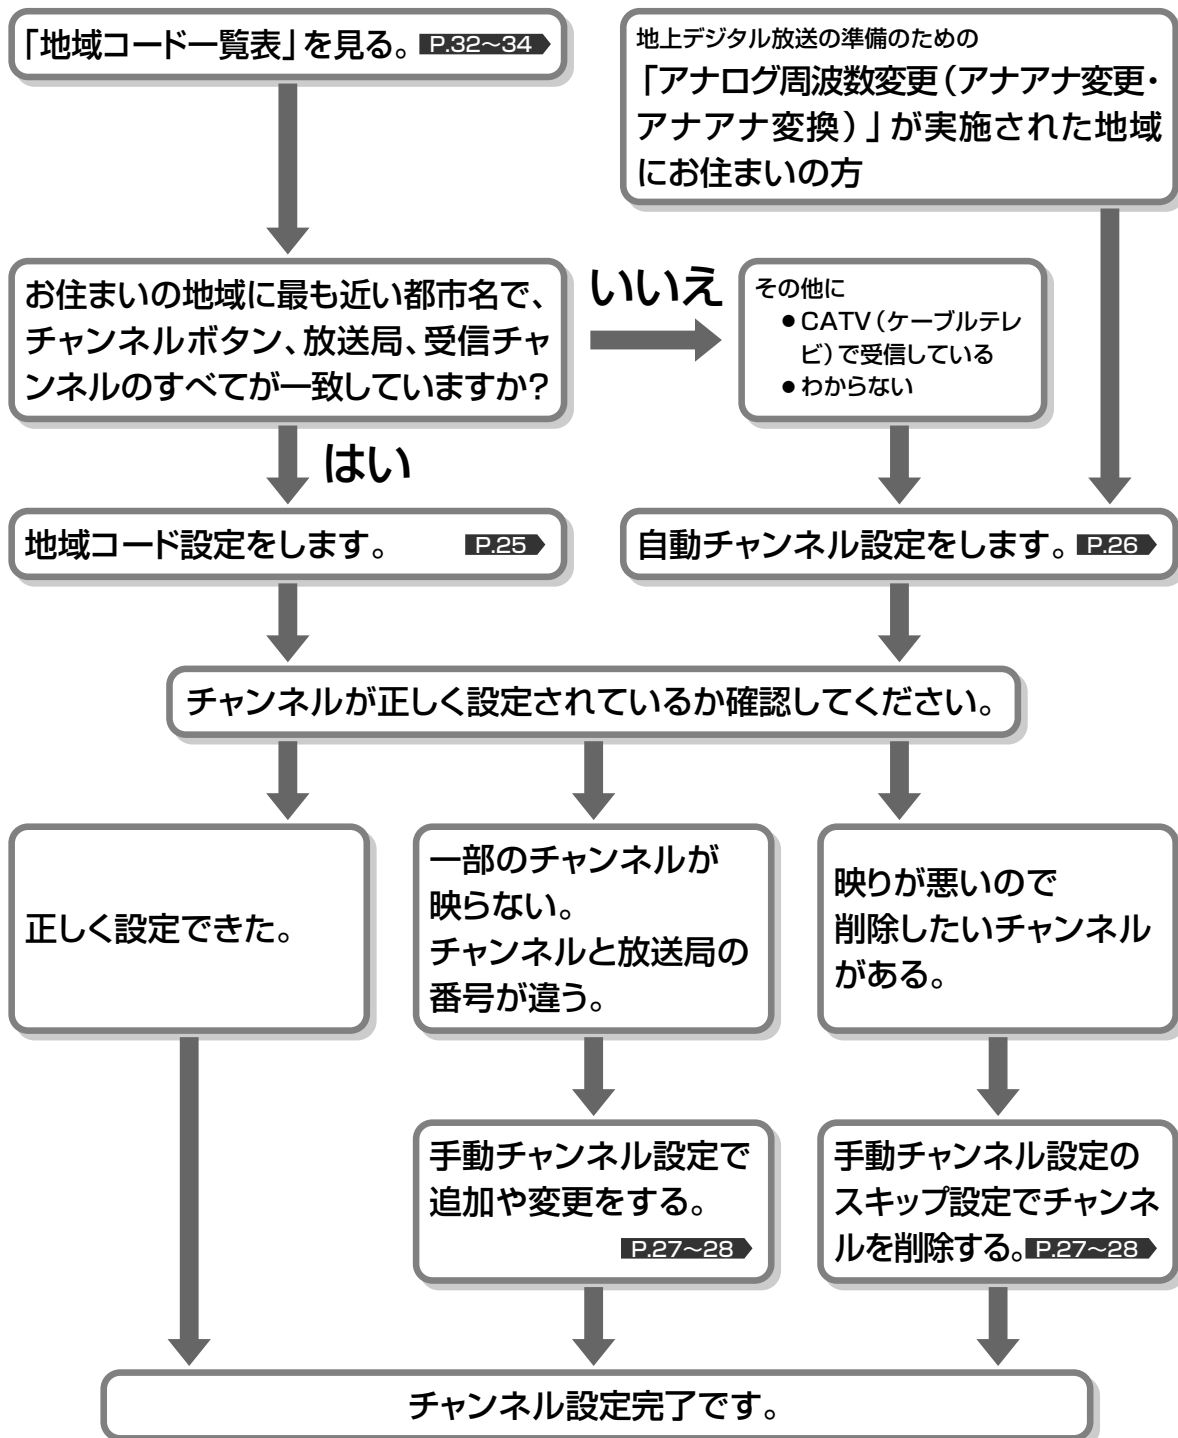 「地域コード一覧表」を見る。 P.32～34
地上デジタル放送の準備のための
「アナログ周波数変更(アナアナ変更・
アナアナ変換)」が実施された地域
にお住まいの方
お住まいの地域に最も近い都市名で、
チャンネルボタン、放送局、受信チャ
ンネルのすべてが一致していますか?
いいえ
その他に
●CATV(ケーブルテレ
ビ)で受信している
●わからない
はい
地域コード設定をします。 P.25
自動チャンネル設定をします。 P.26
チャンネルが正しく設定されているか確認してください。
正しく設定できた。
一部のチャンネルが
映らない。
チャンネルと放送局の
番号が違う。
映りが悪いので
削除したいチャンネル
がある。
手動チャンネル設定で
追加や変更をする。
P.27～28
手動チャンネル設定の
スキップ設定でチャンネ
ルを削除する。 P.27～28
チャンネル設定完了です。